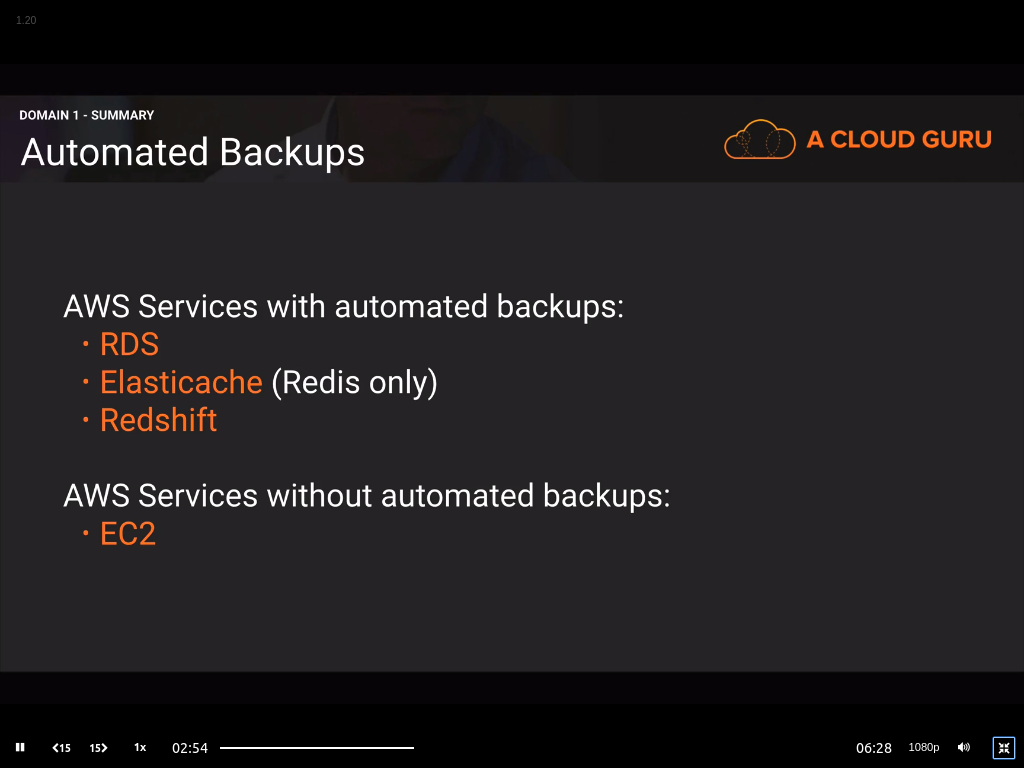 1.20
DOMAIN 1 - SUMMARY
Automated Backups
A CLOUD GURU
AWS Services with automated backups:
• RDS
• Elasticache (Redis only)
• Redshift
AWS Services without automated backups:
• EC2
15 15 1x 02:54 06:28 1080p